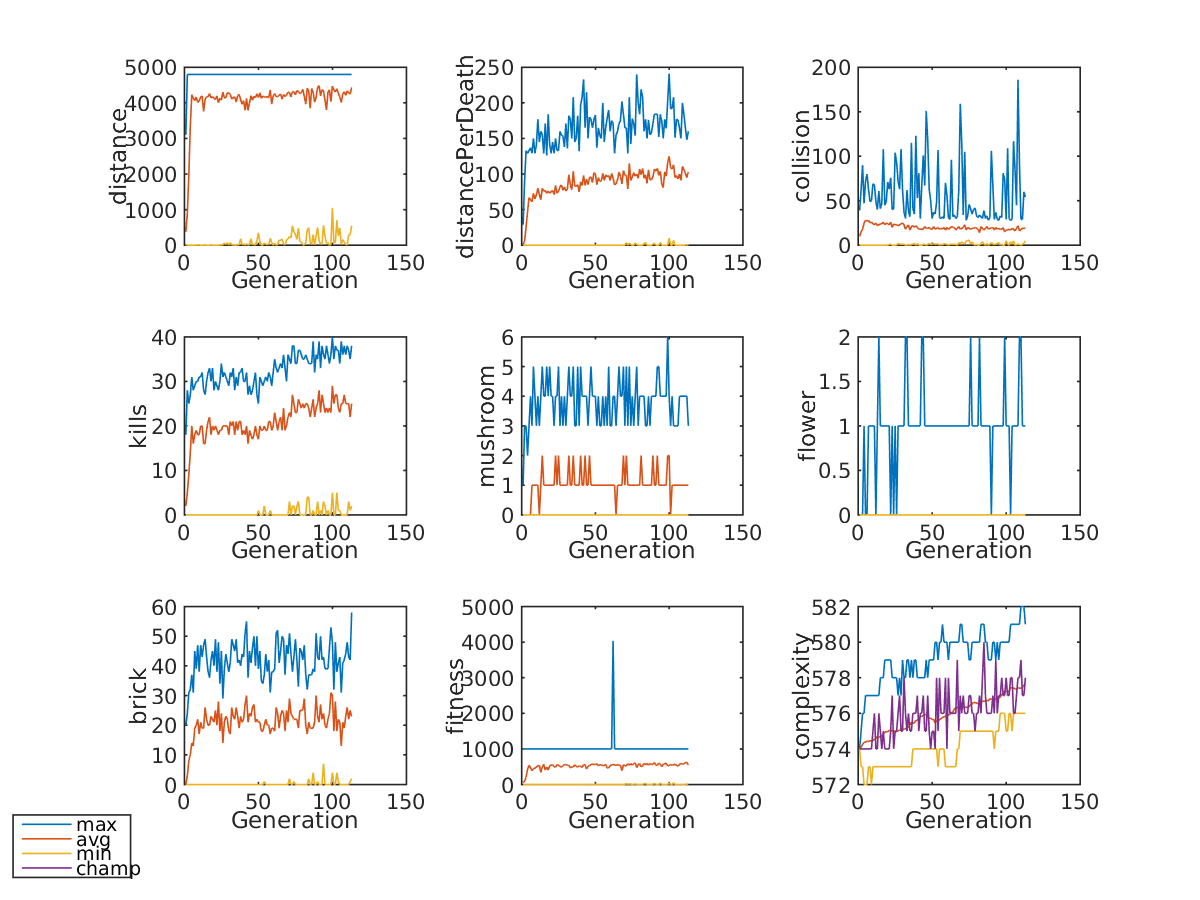 distance
5000
4000
3000
2000
1000
0
0 50 100 150
Generation
distancePerDeath
250
200
150
100
50
0
0 50 100 150
Generation
collision
200
150
100
50
0
0 50 100 150
Generation
kills
40
30
20
10
0
0 50 100 150
Generation
mushroom
6
5
4
3
2
1
0
0 50 100 150
Generation
flower
2
1.5
1
0.5
0
0 50 100 150
Generation
brick
60
50
40
30
20
10
0
0 50 100 150
Generation
fitness
5000
4000
3000
2000
1000
0
0 50 100 150
Generation
complexity
582
580
578
576
574
572
0 50 100 150
Generation
max
avg
min
champ